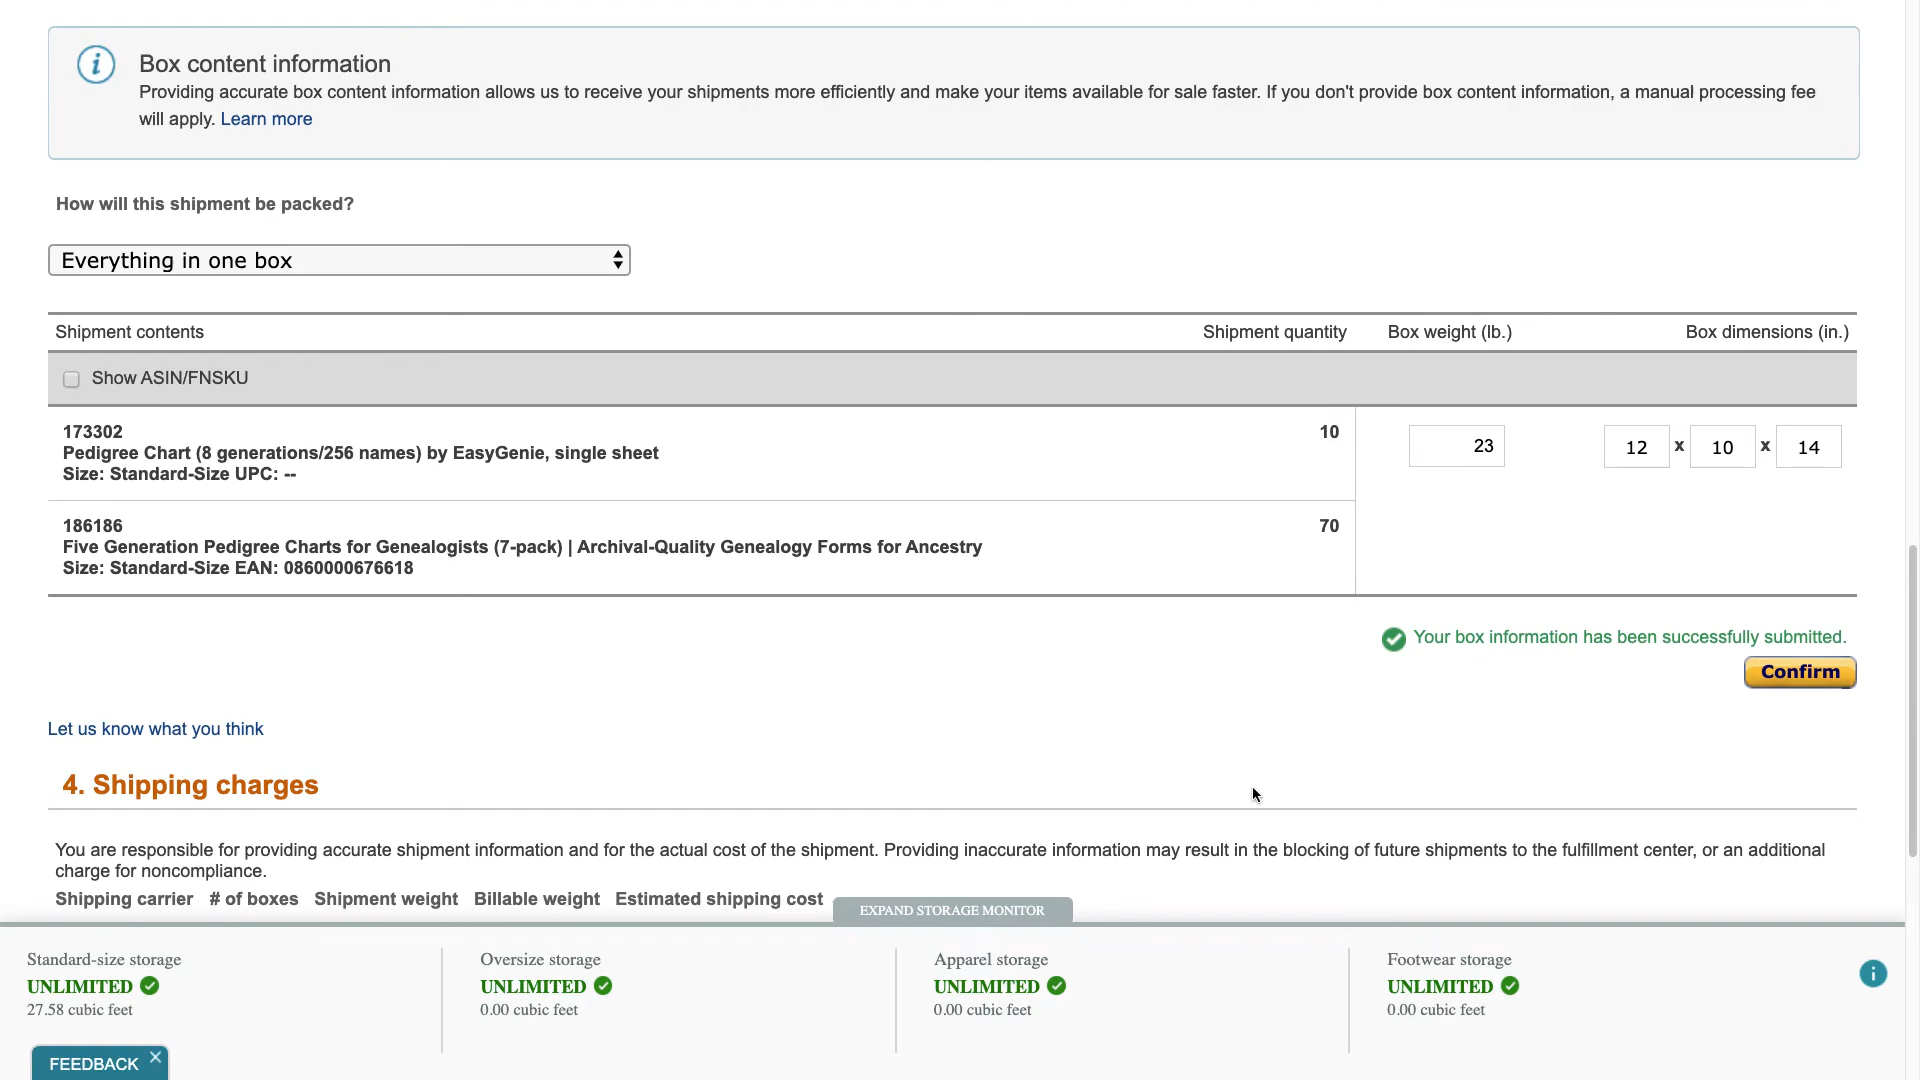 Box content information
Providing accurate box content information allows us to receive your shipments more efficiently and make your items available for sale faster. If you don't provide box content information, a manual processing fee
will apply. Learn more
How will this shipment be packed?
Everything in one box
Shipment contents Shipment quantity Box weight (lb.) Box dimensions (in.)
Show ASIN/FNSKU
173302 10 23 12 x 10 x 14
Pedigree Chart (8 generations/256 names) by EasyGenie, single sheet
Size: Standard-Size UPC: --
186186 70
Five Generation Pedigree Charts for Genealogists (7-pack) | Archival-Quality Genealogy Forms for Ancestry
Size: Standard-Size EAN: 0860000676618
Your box information has been successfully submitted.
Confirm
Let us know what you think
4. Shipping charges
You are responsible for providing accurate shipment information and for the actual cost of the shipment. Providing inaccurate information may result in the blocking of future shipments to the fulfillment center, or an additional
charge for noncompliance.
Shipping carrier # of boxes Shipment weight Billable weight Estimated shipping cost
EXPAND STORAGE MONITOR
Standard-size storage Oversize storage Apparel storage Footwear storage
UNLIMITED UNLIMITED UNLIMITED UNLIMITED
27.58 cubic feet 0.00 cubic feet 0.00 cubic feet 0.00 cubic feet
FEEDBACK